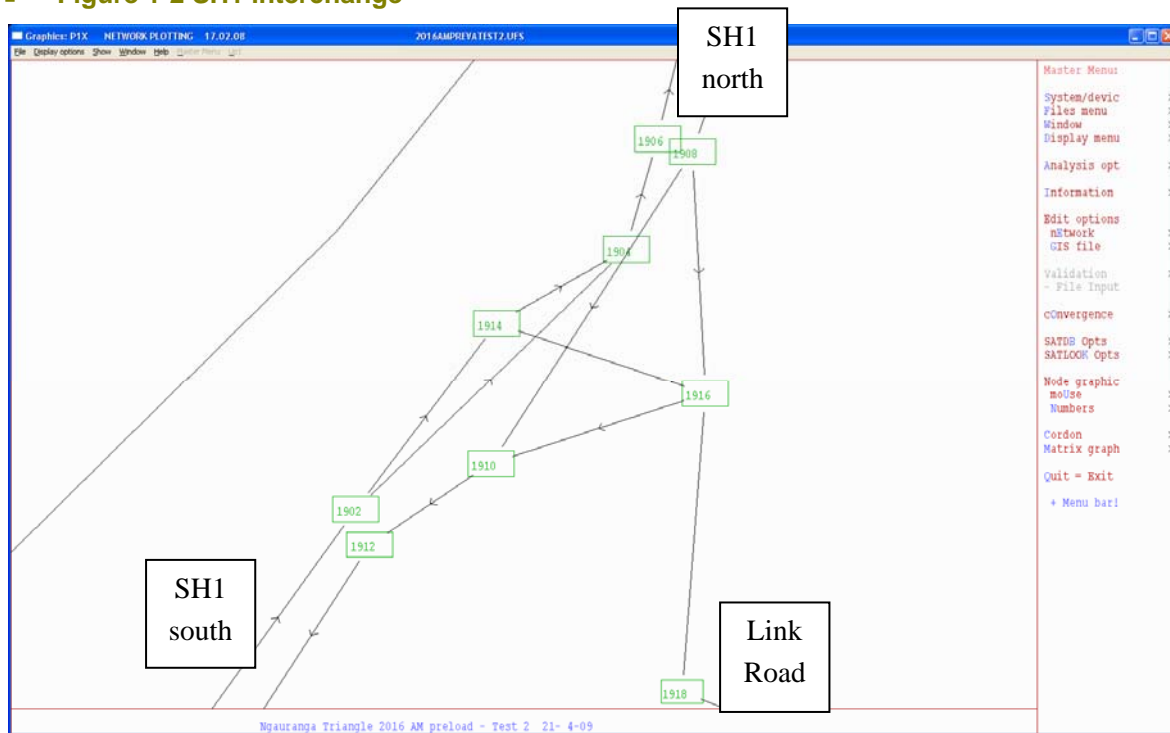 Figure 1-2 SH1 interchange
Graphics: P1X NETWORK PLOTTING 17.02.08 2016AMPREVATEST2.UFS
File Display options Show Window Help Master Menu
SH1
north
Master Menu:
System/devic
Files menu
Window
Display menu
Analysis opt
Information
Edit options
nEtwork
GIS file
Validation
- File Input
cOnvergence
SATDB Opts
SATLOOK Opts
Node graphic
moUse
Numbers
Cordon
Matrix graph
Quit = Exit
+ Menu bar!
1906
1908
1904
1914
1916
1910
1902
1912
SH1
south
Link
Road
1918
Ngauranga Triangle 2016 AM preload - Test 2 21- 4-09